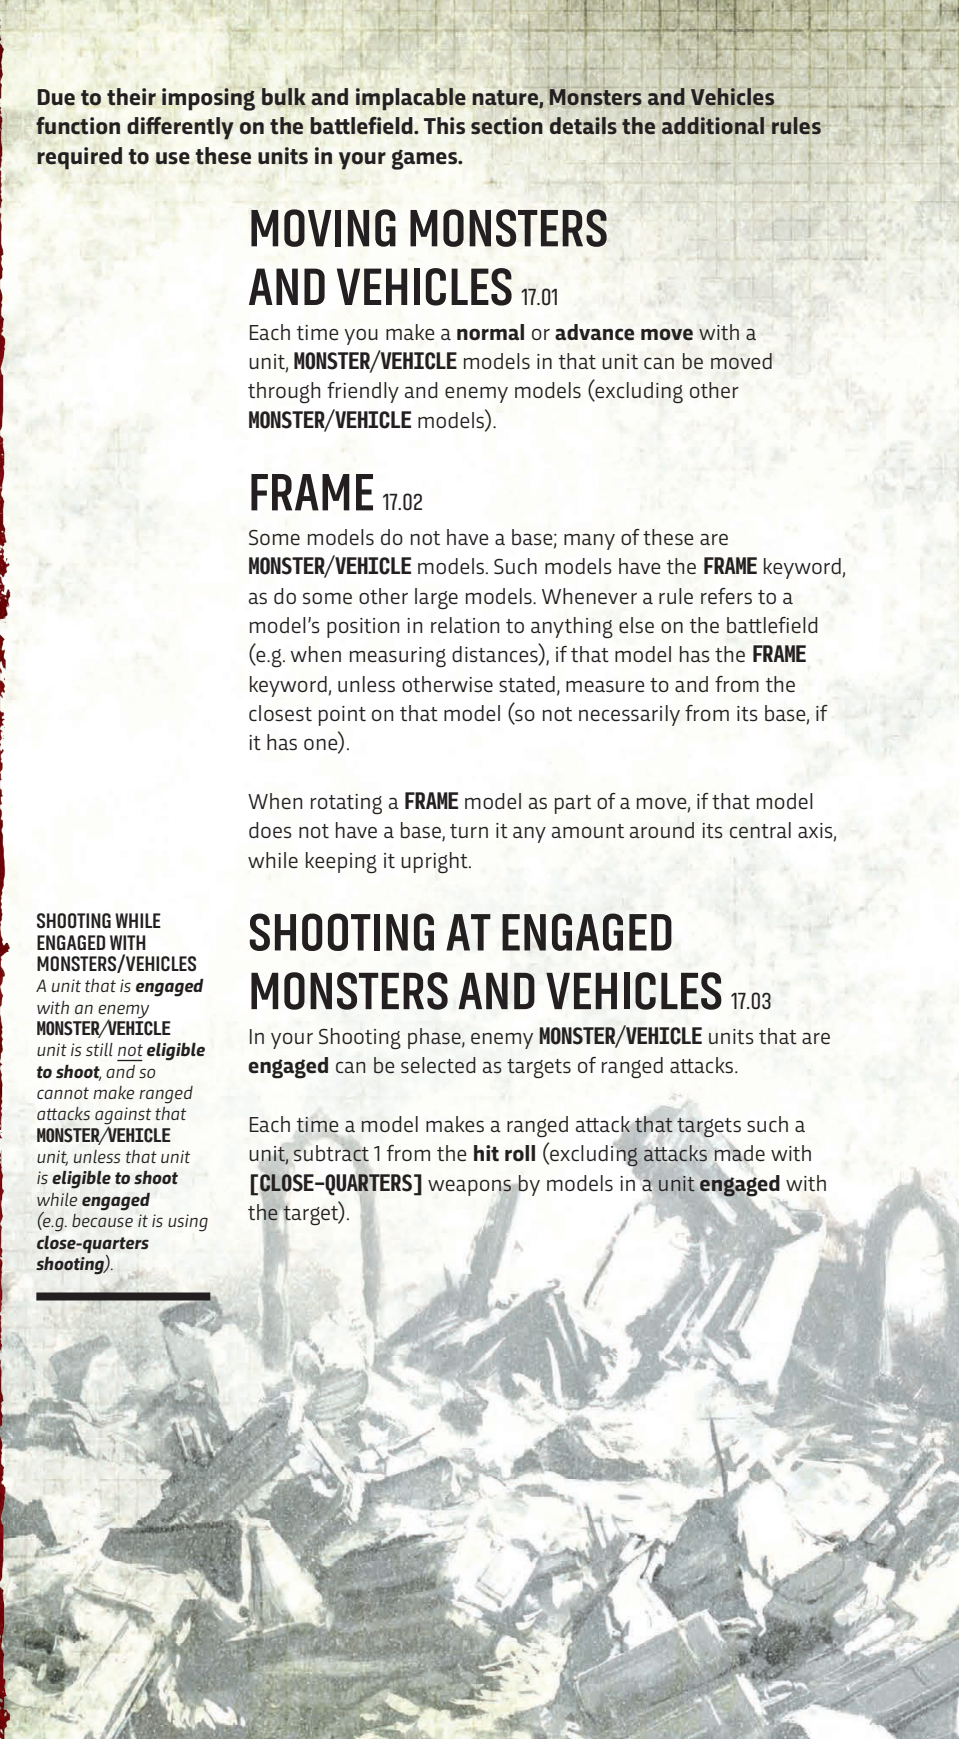 Due to their imposing bulk and implacable nature, Monsters and Vehicles
function differently on the battlefield. This section details the additional rules
required to use these units in your games.
MOVING MONSTERS
AND VEHICLES 17.01
Each time you make a normal or advance move with a
unit, MONSTER/VEHICLE models in that unit can be moved
through friendly and enemy models (excluding other
MONSTER/VEHICLE models).
FRAME 17.02
Some models do not have a base; many of these are
MONSTER/VEHICLE models. Such models have the FRAME keyword,
as do some other large models. Whenever a rule refers to a
model's position in relation to anything else on the battlefield
(e.g. when measuring distances), if that model has the FRAME
keyword, unless otherwise stated, measure to and from the
closest point on that model (so not necessarily from its base, if
it has one).
When rotating a FRAME model as part of a move, if that model
does not have a base, turn it any amount around its central axis,
while keeping it upright.
SHOOTING WHILE
ENGAGED WITH
MONSTERS/VEHICLES
A unit that is engaged
with an enemy
MONSTER/VEHICLE
unit is still not eligible
to shoot, and so
cannot make ranged
attacks against that
MONSTER/VEHICLE
unit, unless that unit
is eligible to shoot
while engaged
(e.g. because it is using
close-quarters
shooting).
SHOOTING AT ENGAGED
MONSTERS AND VEHICLES 17.03
In your Shooting phase, enemy MONSTER/VEHICLE units that are
engaged can be selected as targets of ranged attacks.
Each time a model makes a ranged attack that targets such a
unit, subtract 1 from the hit roll (excluding attacks made with
[CLOSE-QUARTERS] weapons by models in a unit engaged with
the target).